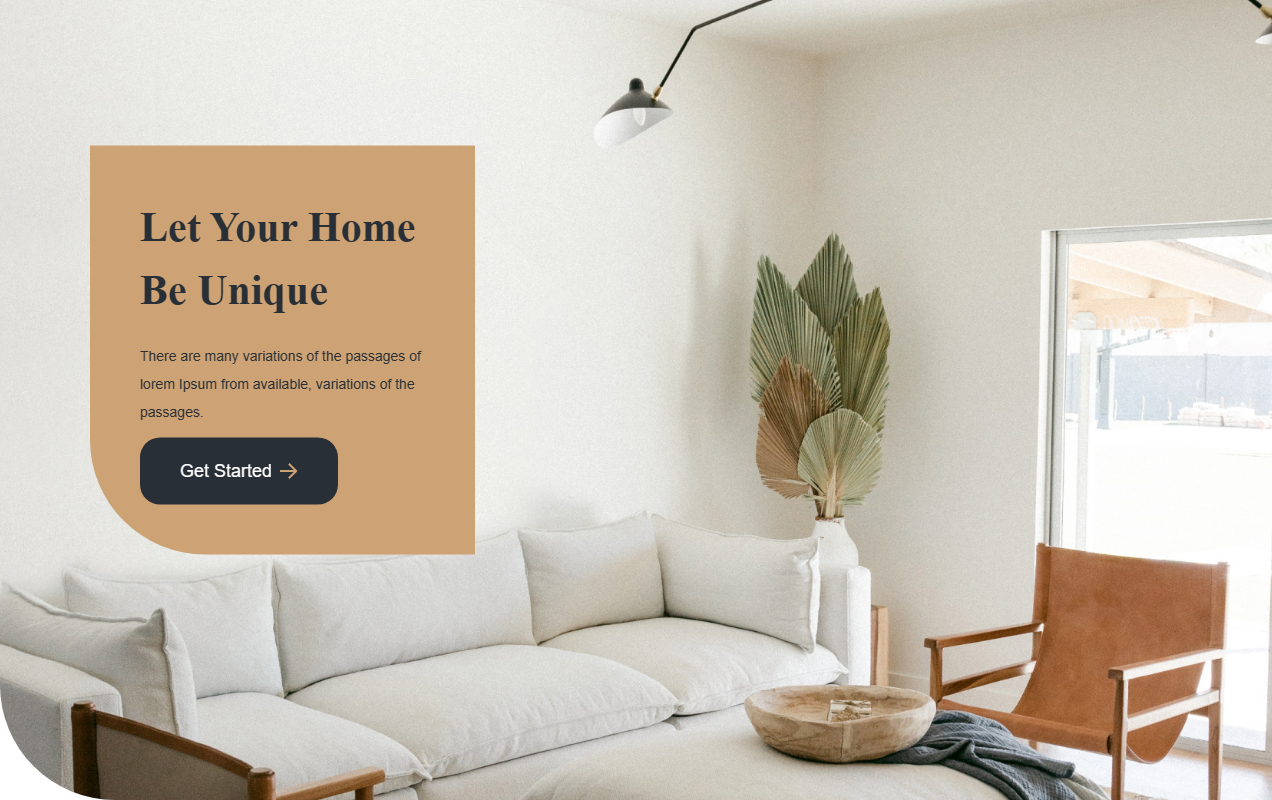 Let Your Home
Be Unique
There are many variations of the passages of
lorem Ipsum from available, variations of the
passages.
Get Started →